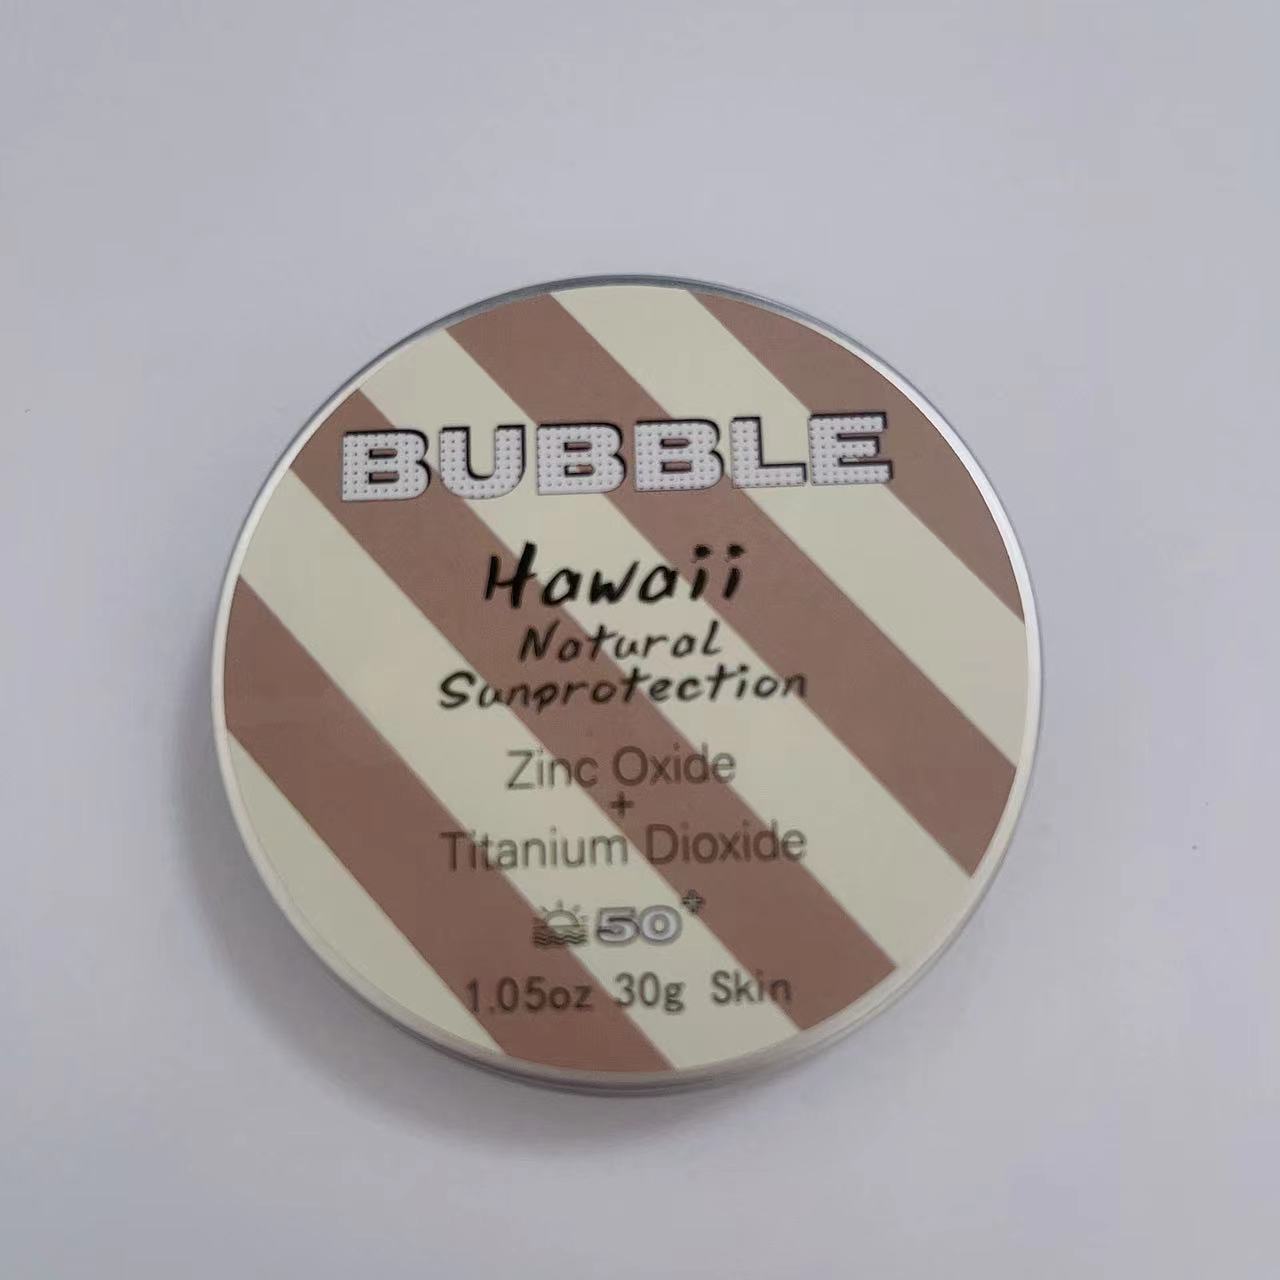 BUBBLE
Hawaii
Natural
Sunprotection
Zinc Oxide
+
Titanium Dioxide
50+
1.05oz 30g Skin